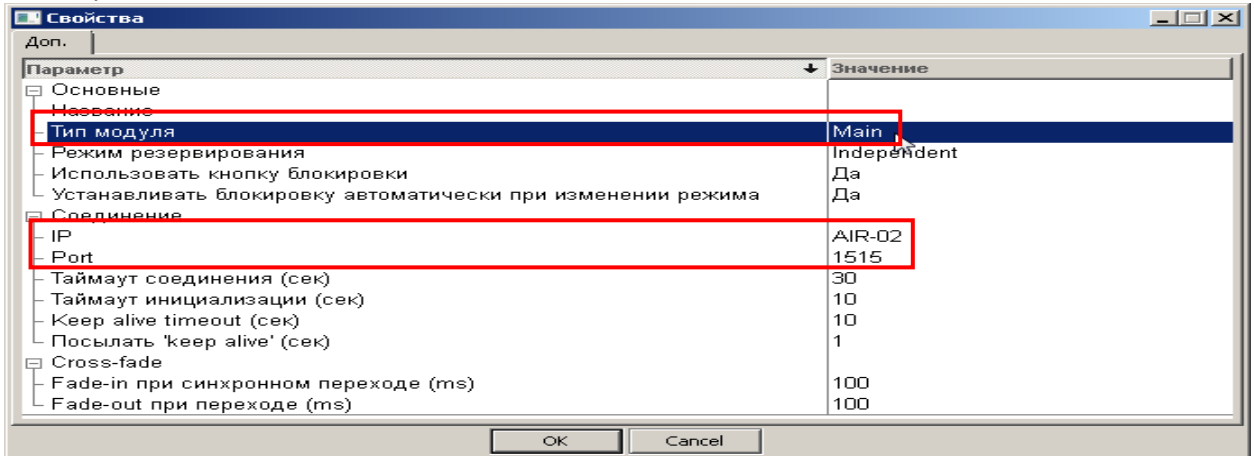 Свойства
Доп.
Параметр Значение
Основные
Название
Тип модуля Main
Режим резервирования Independent
Использовать кнопку блокировки Да
Устанавливать блокировку автоматически при изменении режима Да
Соединение
IP AIR-02
Port 1515
Таймаут соединения (сек) 30
Таймаут инициализации (сек) 10
Keep alive timeout (сек) 10
Посылать 'keep alive' (сек) 1
Cross-fade
Fade-in при синхронном переходе (ms) 100
Fade-out при переходе (ms) 100
OK Cancel